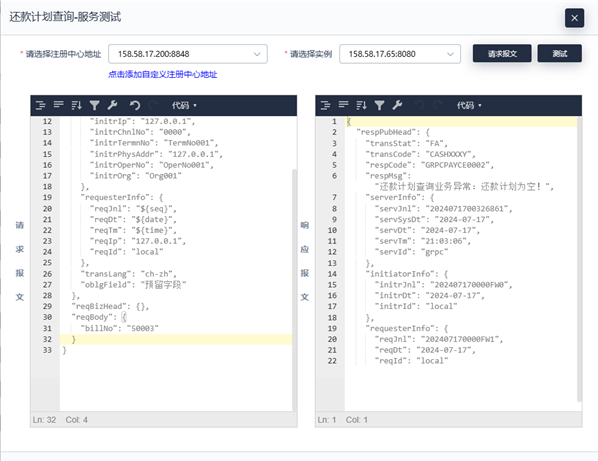 还款计划查询-服务测试
* 请选择注册中心地址 158.58.17.200:8848 * 请选择实例 158.58.17.65:8080 请求报文 测试
点击添加自定义注册中心地址
请求报文
代码
12 "initrIp": "127.0.0.1",
13 "initrChnlNo": "0000",
14 "initrTermnNo": "TermNo001",
15 "initrPhysAddr": "127.0.0.1",
16 "initrOperNo": "OperNo001",
17 "initrOrg": "Org001"
18 },
19 "requesterInfo": {
20 "reqJnl": "${seq}",
21 "reqDt": "${date}",
22 "reqTm": "${time}",
23 "reqIp": "127.0.0.1",
24 "reqId": "local"
25 },
26 "transLang": "ch-zh",
27 "oblgField": "预留字段"
28 },
29 "reqBizHead": {},
30 "reqBody": {
31 "billNo": "50003"
32 }
33 }
Ln: 32 Col: 4
响应报文
代码
1 {
2 "respPubHead": {
3 "transStat": "FA",
4 "transCode": "CASHXXXY",
5 "respCode": "GRPCPAYCE0002",
6 "respMsg":
"还款计划查询业务异常：还款计划为空！",
7 "serverInfo": {
8 "servJnl": "2024071700326861",
9 "servSysDt": "2024-07-17",
10 "servDt": "2024-07-17",
11 "servTm": "21:03:06",
12 "servId": "grpc"
13 },
14 "initiatorInfo": {
15 "initrJnl": "202407170000FW0",
16 "initrDt": "2024-07-17",
17 "initrId": "local"
18 },
19 "requesterInfo": {
20 "reqJnl": "202407170000FW1",
21 "reqDt": "2024-07-17",
22 "reqId": "local"
Ln: 1 Col: 1